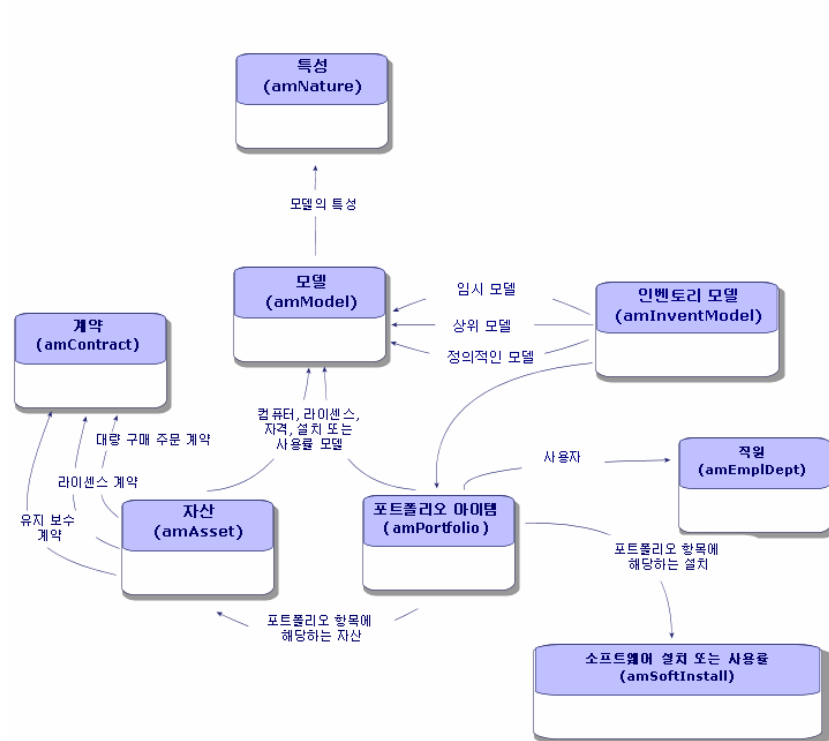 특성
(amNature)
모델의 특성
모델
(amModel)
임시 모델
상위 모델
정의적인 모델
인벤토리 모델
(amInventModel)
계약
(amContract)
대량 구매 주문 계약
라이센스 계약
유지 보수
계약
컴퓨터, 라이센스,
자격, 설치 또는
사용률 모델
자산
(amAsset)
포트폴리오 아이템
(amPortfolio)
사용자
직원
(amEmplDept)
포트폴리오 항목에
해당하는 설치
포트폴리오 항목에
해당하는 자산
소프트웨어 설치 또는 사용률
(amSoftInstall)